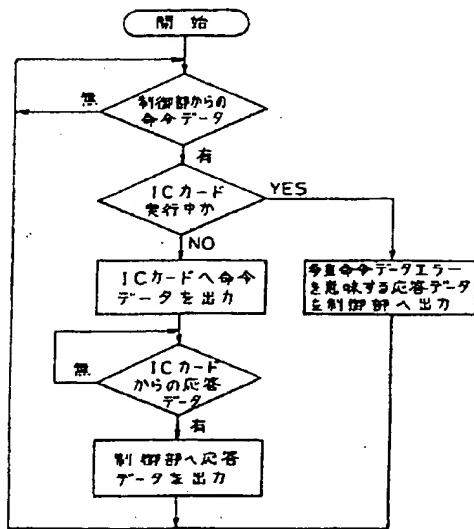 開始
無
制御部からの
命令データ
有
ICカード
実行中か
YES
NO
ICカードへ命令
データを出力
多重命令データエラー
を意味する応答データ
を制御部へ出力
無
ICカード
からの応答
データ
有
制御部へ応答
データを出力